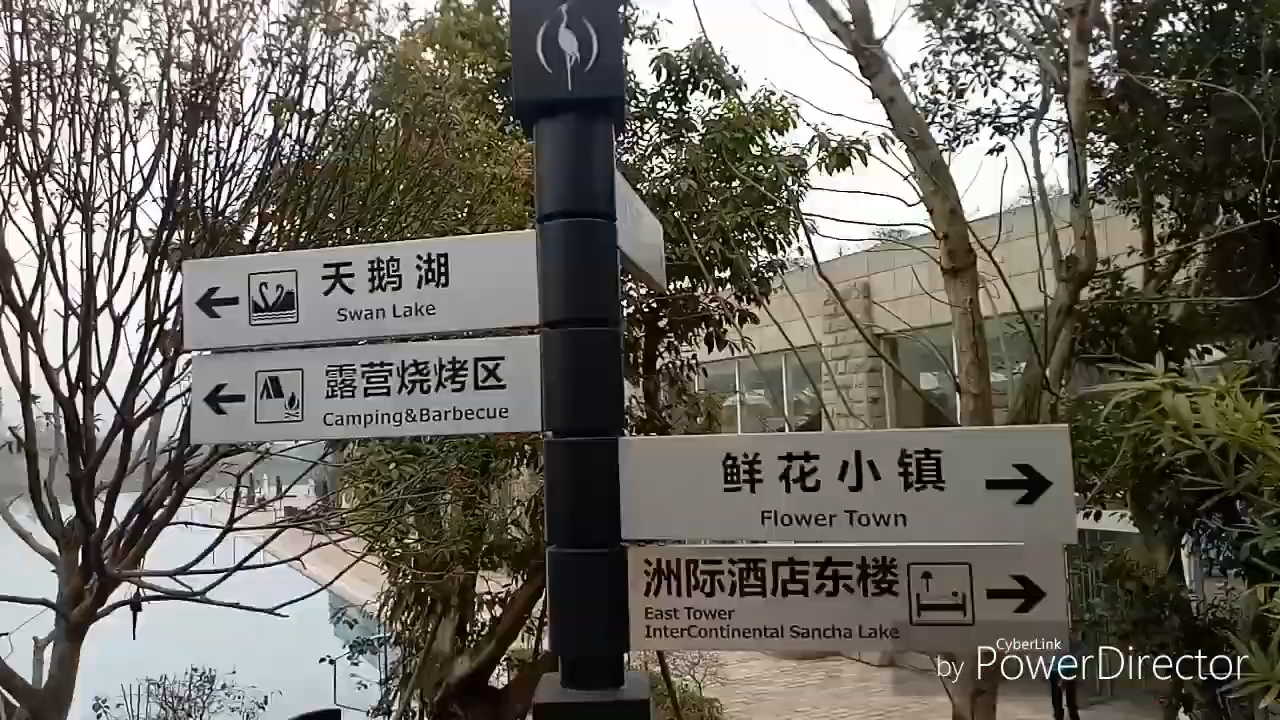 天鹅湖
Swan Lake
露营烧烤区
Camping&Barbecue
鲜花小镇
Flower Town
洲际酒店东楼
East Tower
InterContinental Sancha Lake
CyberLink
by PowerDirector